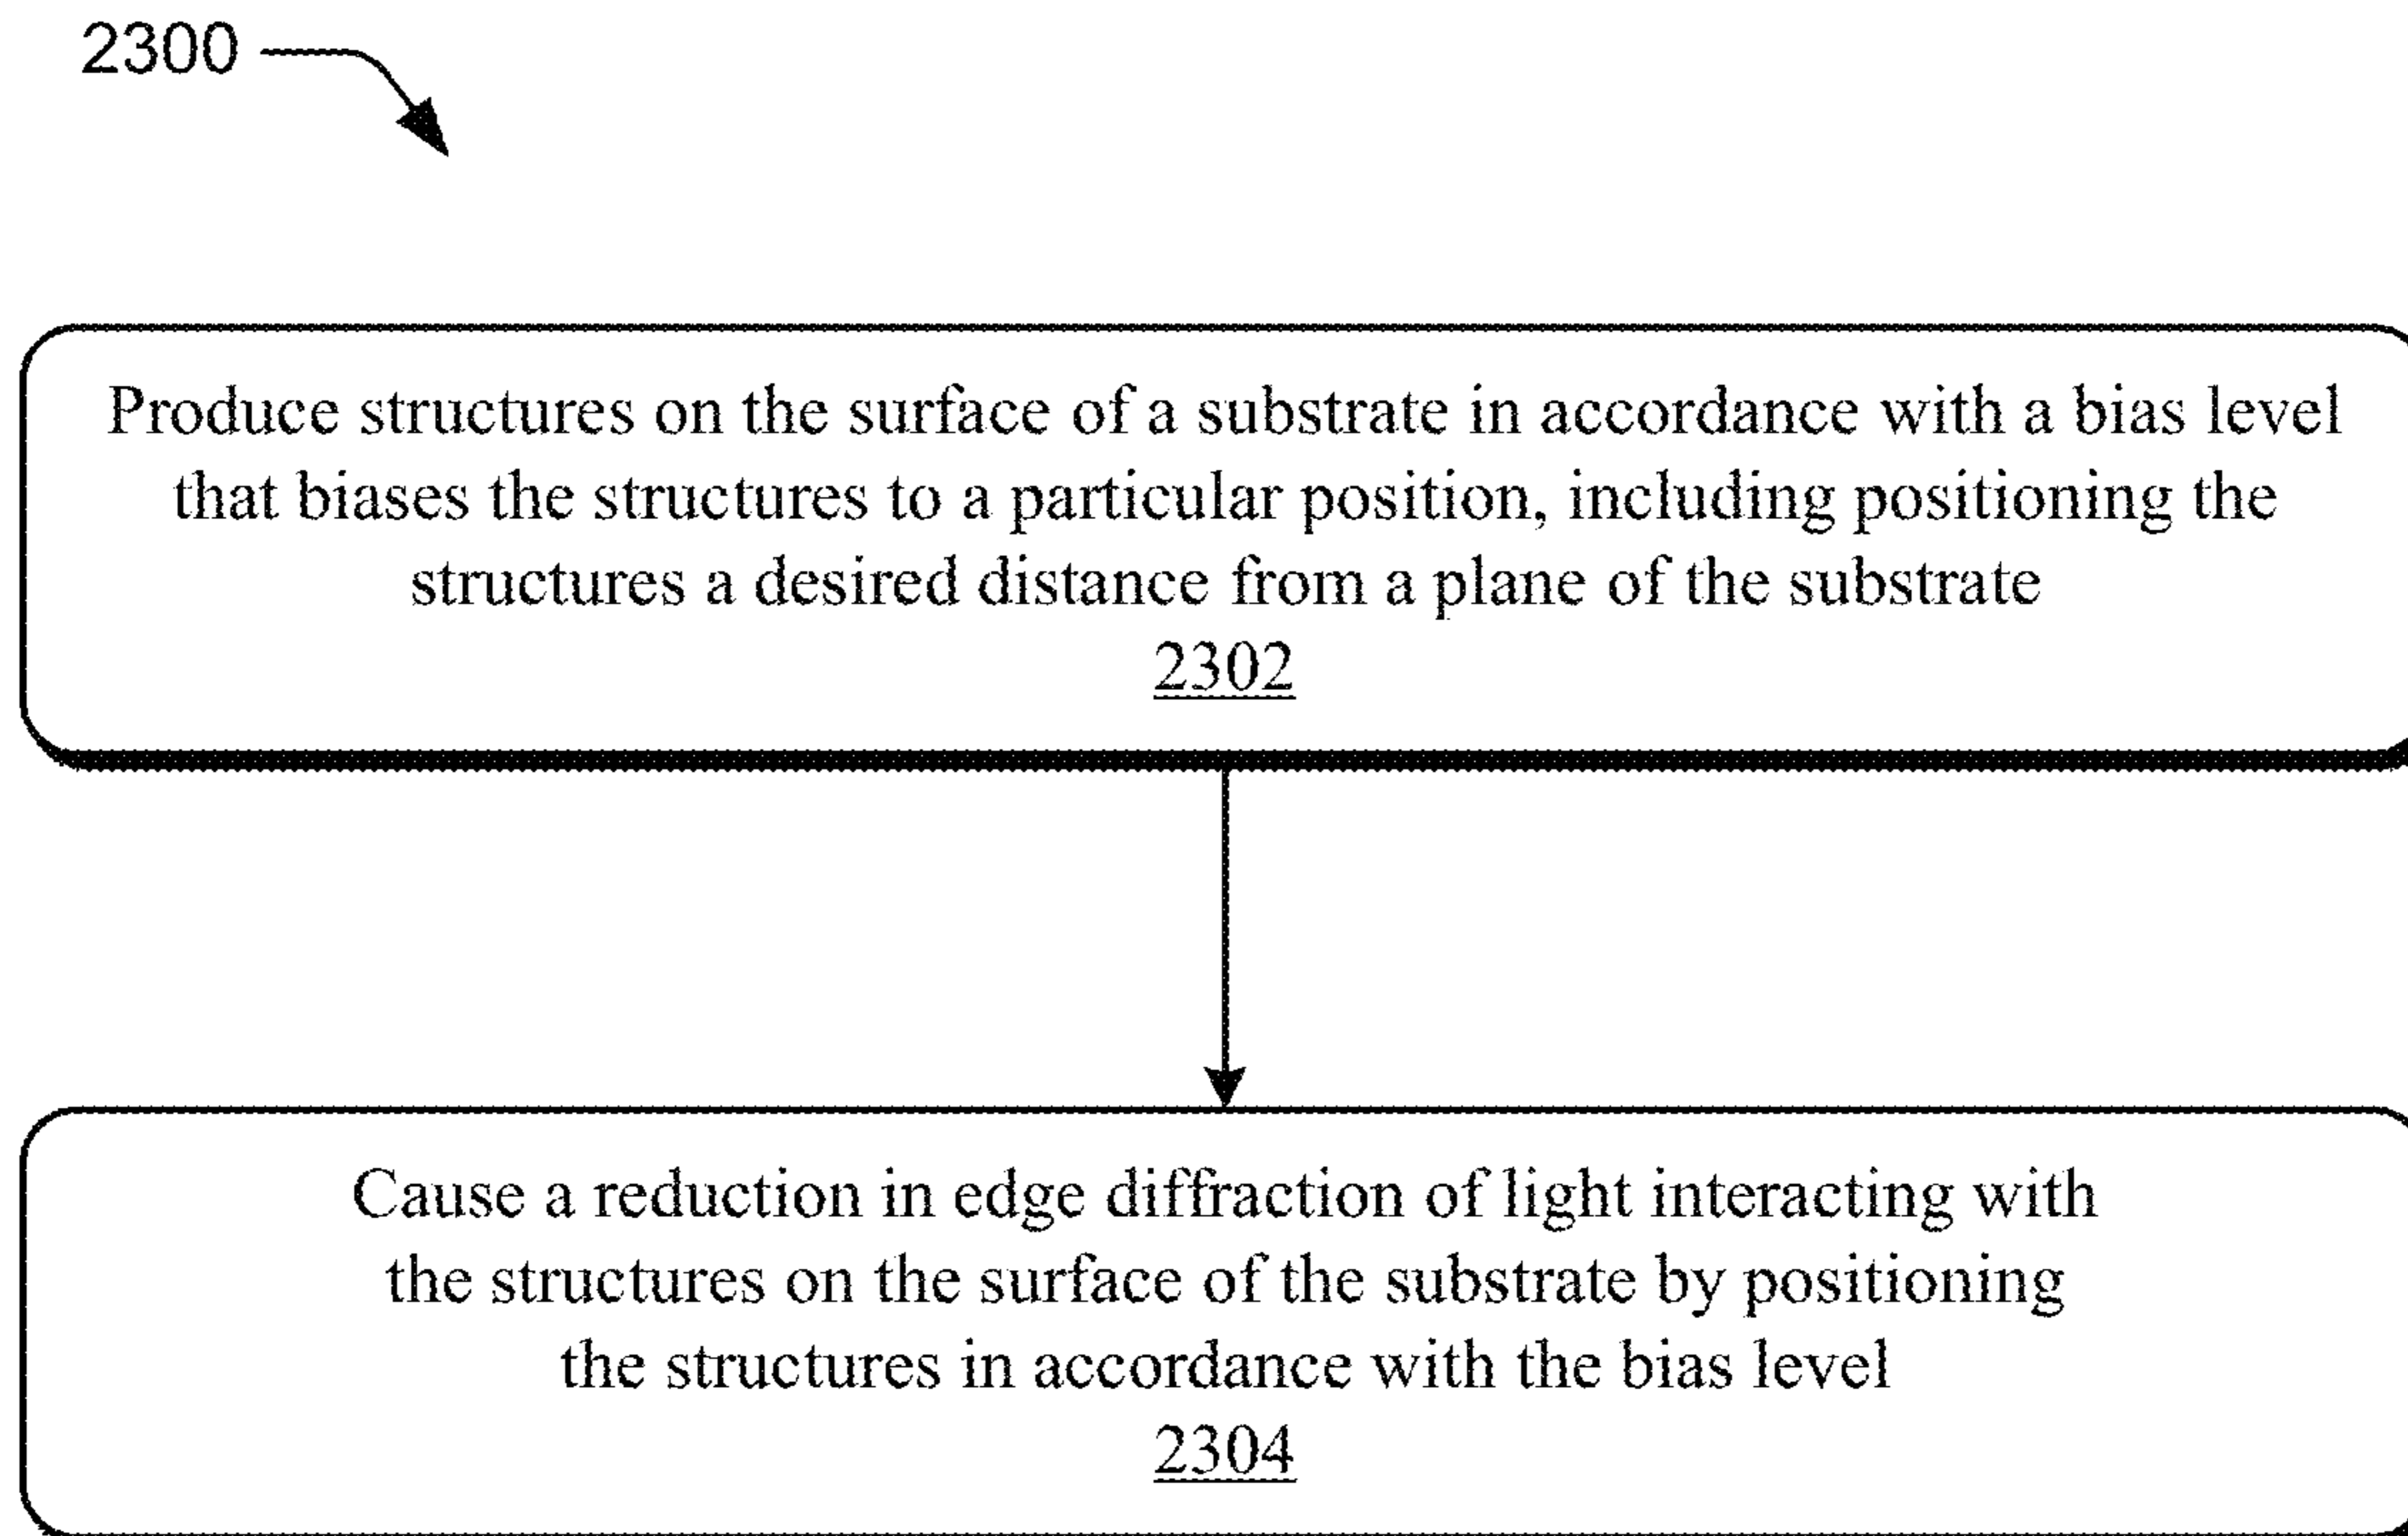 2300
Produce structures on the surface of a substrate in accordance with a bias level
that biases the structures to a particular position, including positioning the
structures a desired distance from a plane of the substrate
2302
Cause a reduction in edge diffraction of light interacting with
the structures on the surface of the substrate by positioning
the structures in accordance with the bias level
2304